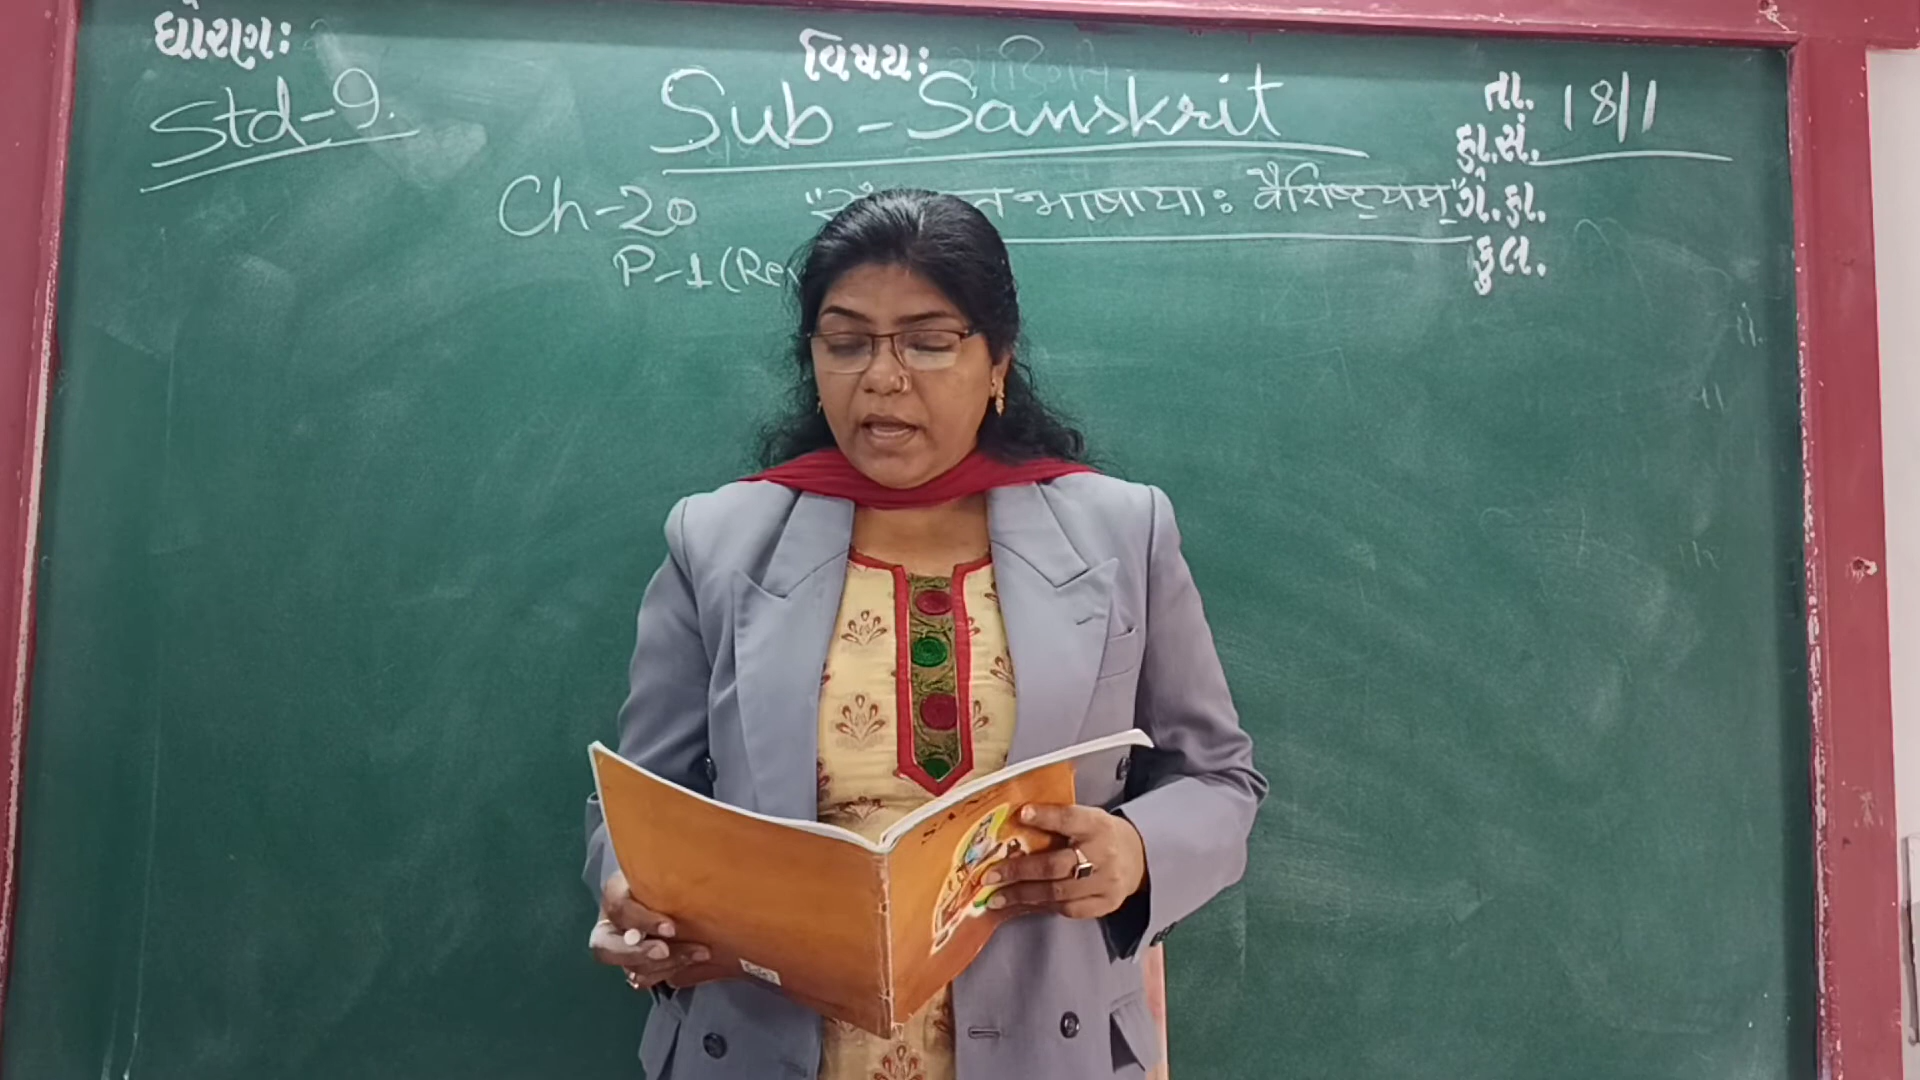 ધોરણ: વિષય: તા. 18/1
Std-9. Sub - Sanskrit હા.સં.
Ch-20 भाषायाः वैशिष्ट्यम्" ગે.હા.
P-1 કુલ.